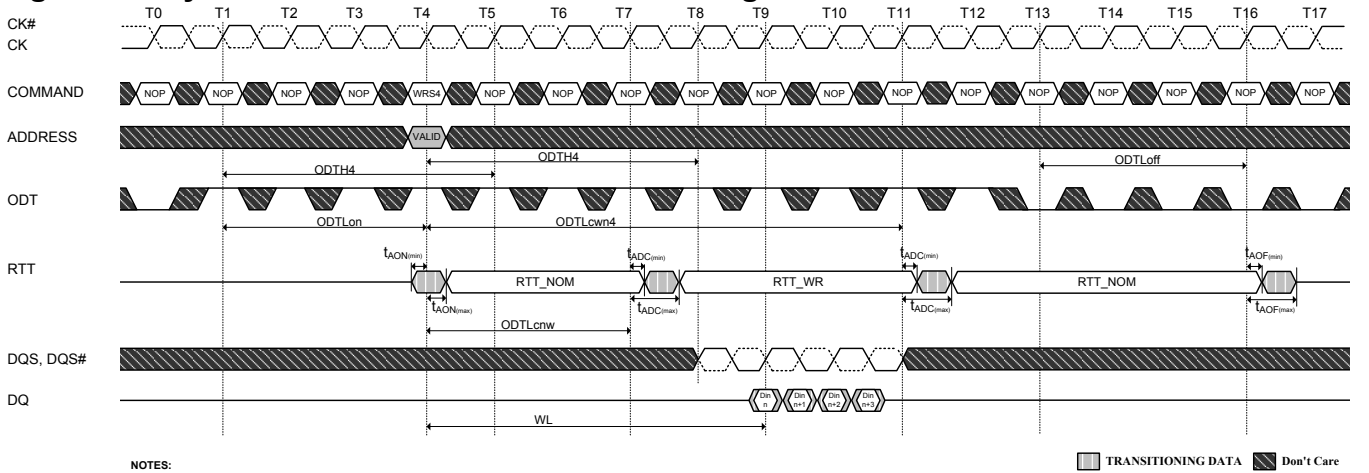 T0 T1 T2 T3 T4 T5 T6 T7 T8 T9 T10 T11 T12 T13 T14 T15 T16 T17
CK#
CK
COMMAND NOP NOP NOP NOP WRS4 NOP NOP NOP NOP NOP NOP NOP NOP NOP NOP NOP NOP NOP
ADDRESS VALID
ODTH4 ODTLoff
ODTH4
ODT
ODTLon ODTLcwn4
tAON(min) tADC(min) tADC(min) tAOF(min)
RTT RTT_NOM RTT_WR RTT_NOM
tAON(max) tADC(max) tADC(max) tAOF(max)
ODTLcnw
DQS, DQS#
DQ Din n Din n+1 Din n+2 Din n+3
WL
NOTES: TRANSITIONING DATA Don't Care